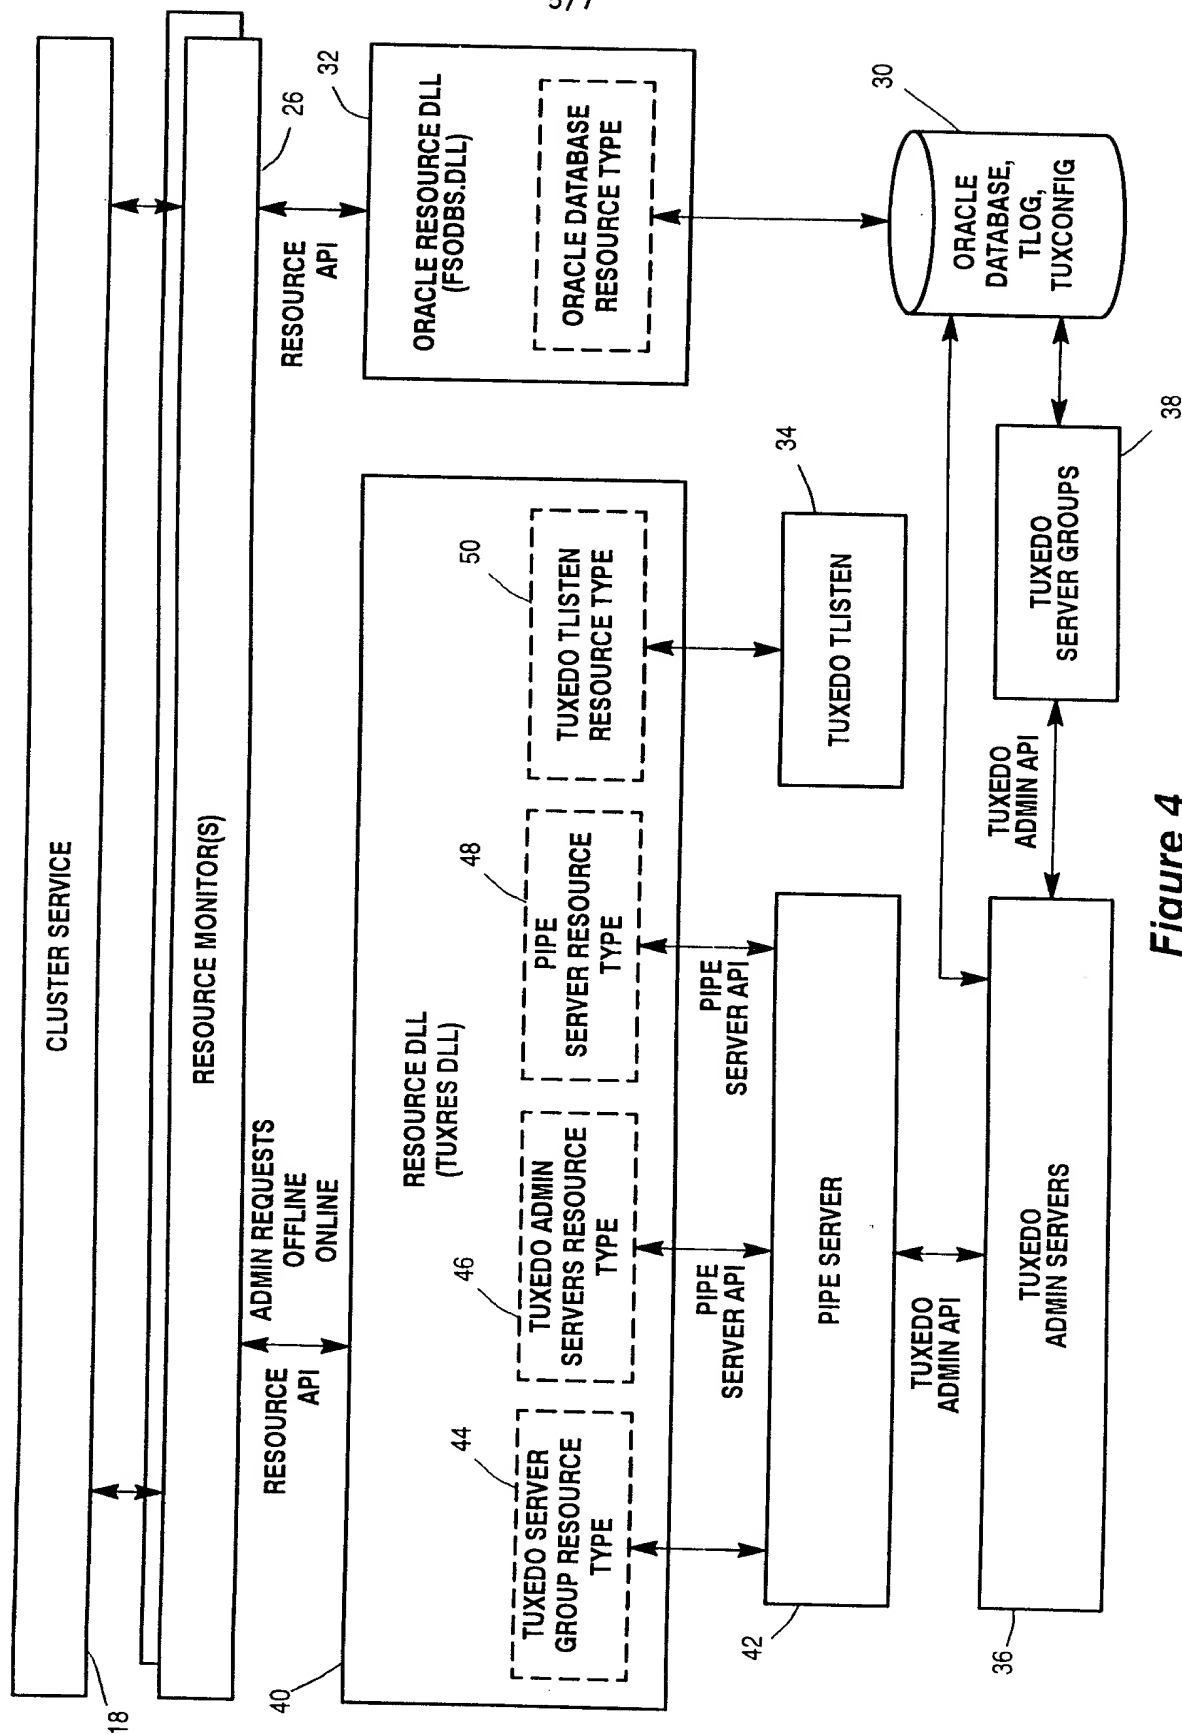 5/7
CLUSTER SERVICE
18
RESOURCE MONITOR(S)
26
RESOURCE
API
ADMIN REQUESTS
OFFLINE
ONLINE
RESOURCE
API
40
RESOURCE DLL
(TUXRES DLL)
44
TUXEDO SERVER
GROUP RESOURCE
TYPE
46
TUXEDO ADMIN
SERVERS RESOURCE
TYPE
48
PIPE
SERVER RESOURCE
TYPE
50
TUXEDO TLISTEN
RESOURCE TYPE
32
ORACLE RESOURCE DLL
(FSODBS.DLL)
ORACLE DATABASE
RESOURCE TYPE
PIPE
SERVER API
PIPE
SERVER API
42
PIPE SERVER
34
TUXEDO TLISTEN
30
ORACLE
DATABASE,
TLOG,
TUXCONFIG
TUXEDO
ADMIN API
36
TUXEDO
ADMIN SERVERS
TUXEDO
ADMIN API
TUXEDO
SERVER GROUPS
38
Figure 4